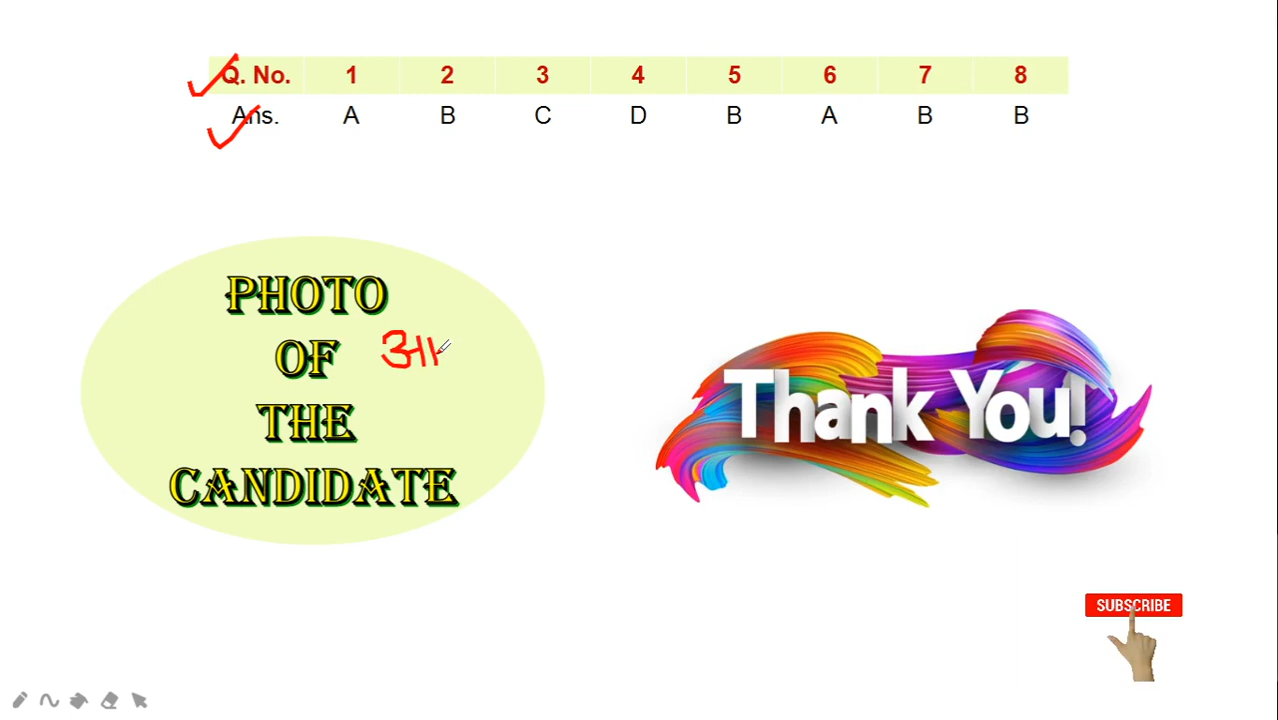 Q. No. 1 2 3 4 5 6 7 8
Ans. A B C D B A B B
PHOTO
OF
आ
THE
CANDIDATE
Thank You!
SUBSCRIBE